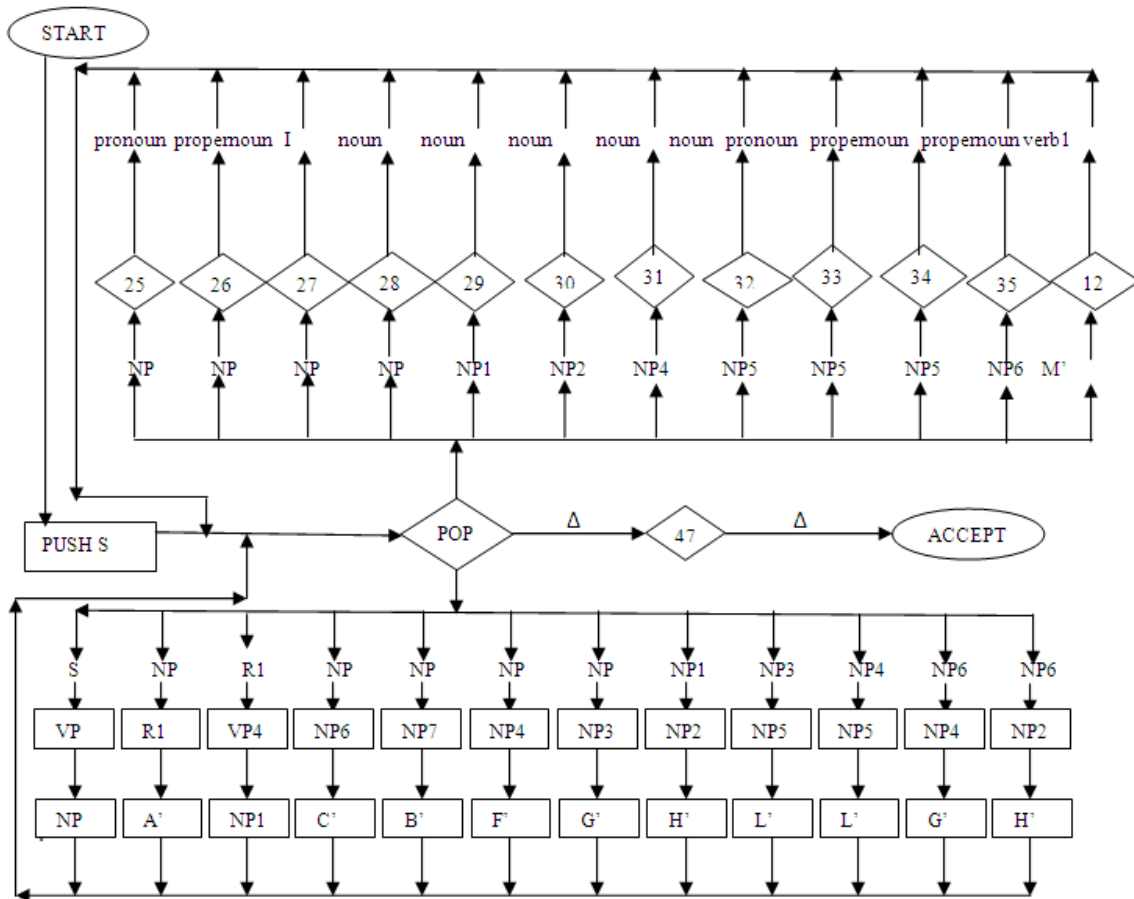 START
pronoun propernoun I noun noun noun noun noun pronoun propernoun propernoun verb1
25 26 27 28 29 30 31 32 33 34 35 12
NP NP NP NP NP1 NP2 NP4 NP5 NP5 NP5 NP6 M’
PUSH S POP Δ 47 Δ ACCEPT
S NP R1 NP NP NP NP NP1 NP3 NP4 NP6 NP6
VP R1 VP4 NP6 NP7 NP4 NP3 NP2 NP5 NP5 NP4 NP2
NP A’ NP1 C’ B’ F’ G’ H’ L’ L’ G’ H’